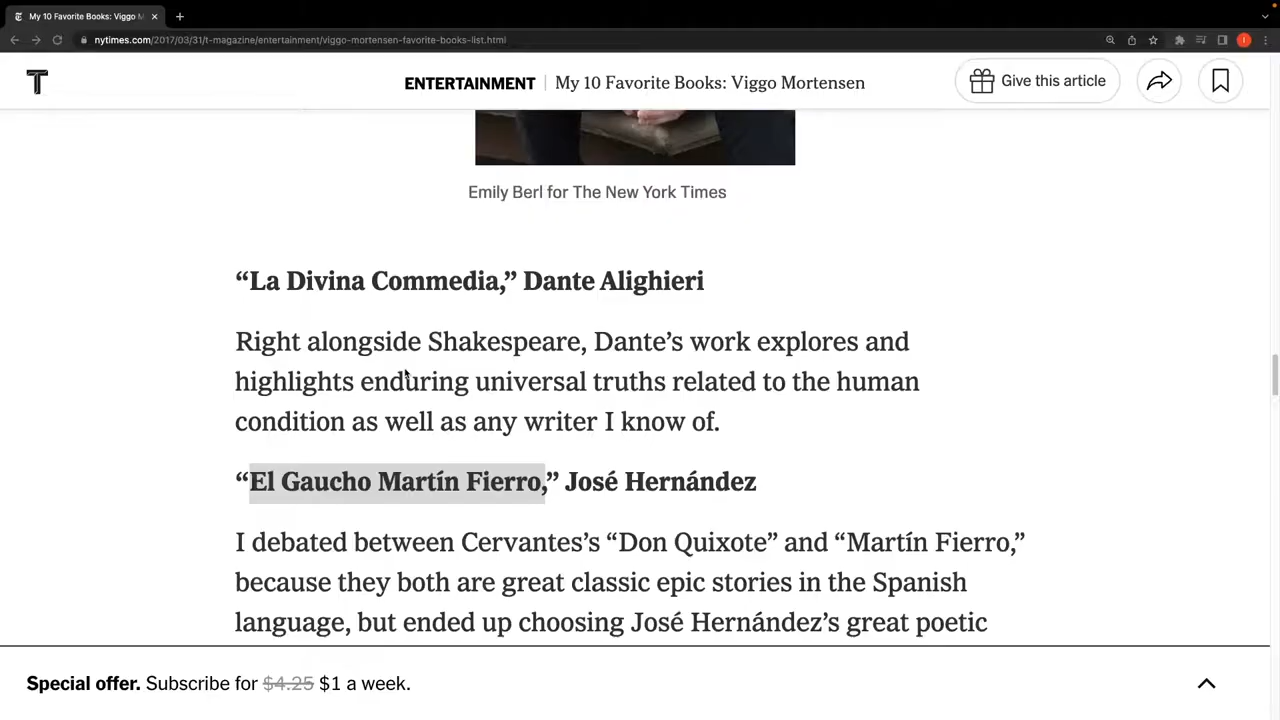 My 10 Favorite Books: Viggo M
nytimes.com/2017/03/31/t-magazine/entertainment/viggo-mortensen-favorite-books-list.html
T
ENTERTAINMENT | My 10 Favorite Books: Viggo Mortensen
Give this article
Emily Berl for The New York Times
“La Divina Commedia,” Dante Alighieri
Right alongside Shakespeare, Dante’s work explores and
highlights enduring universal truths related to the human
condition as well as any writer I know of.
“El Gaucho Martín Fierro,” José Hernández
I debated between Cervantes’s “Don Quixote” and “Martín Fierro,”
because they both are great classic epic stories in the Spanish
language, but ended up choosing José Hernández’s great poetic
Special offer. Subscribe for $4.25 $1 a week.